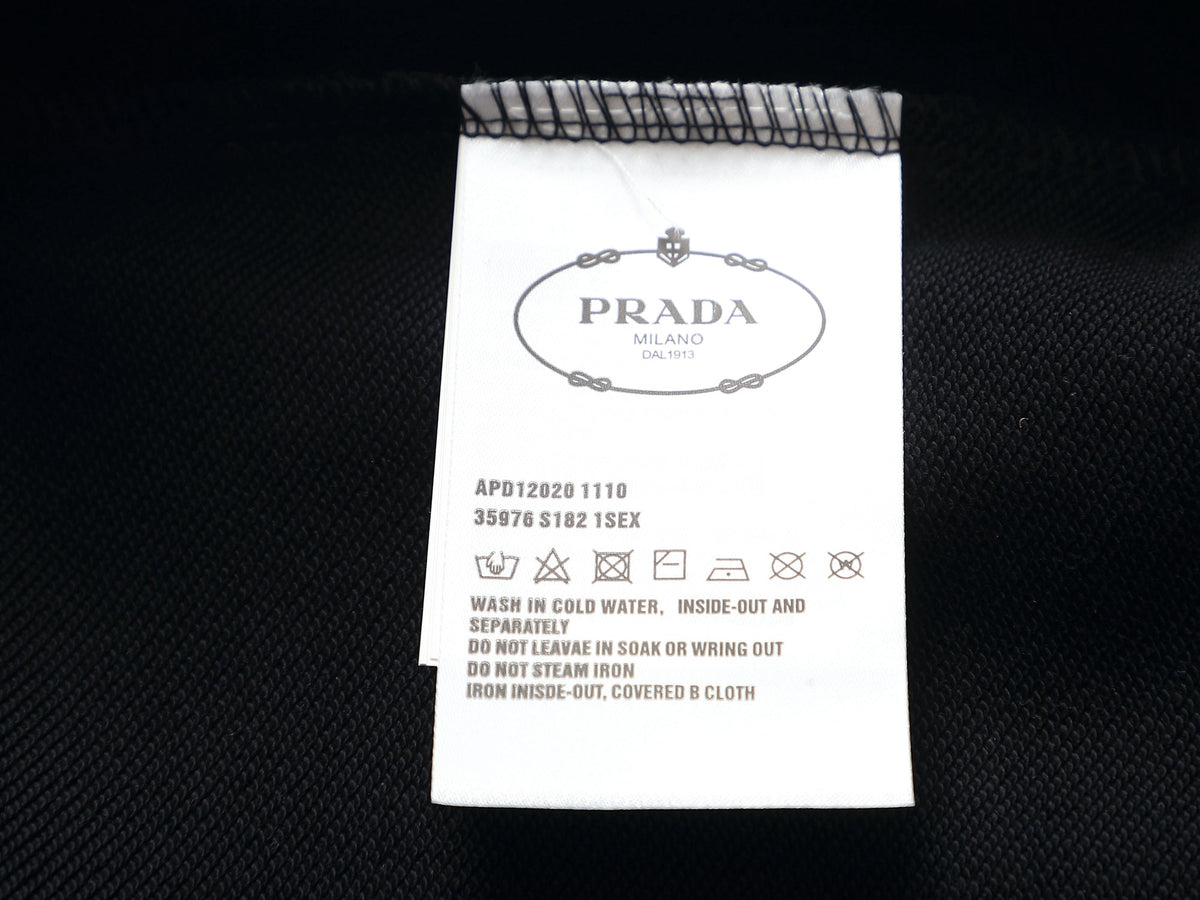 PRADA
MILANO
DAL1913
APD12020 1110
35976 S182 1SEX
WASH IN COLD WATER, INSIDE-OUT AND
SEPARATELY
DO NOT LEAVAE IN SOAK OR WRING OUT
DO NOT STEAM IRON
IRON INISDE-OUT, COVERED B CLOTH